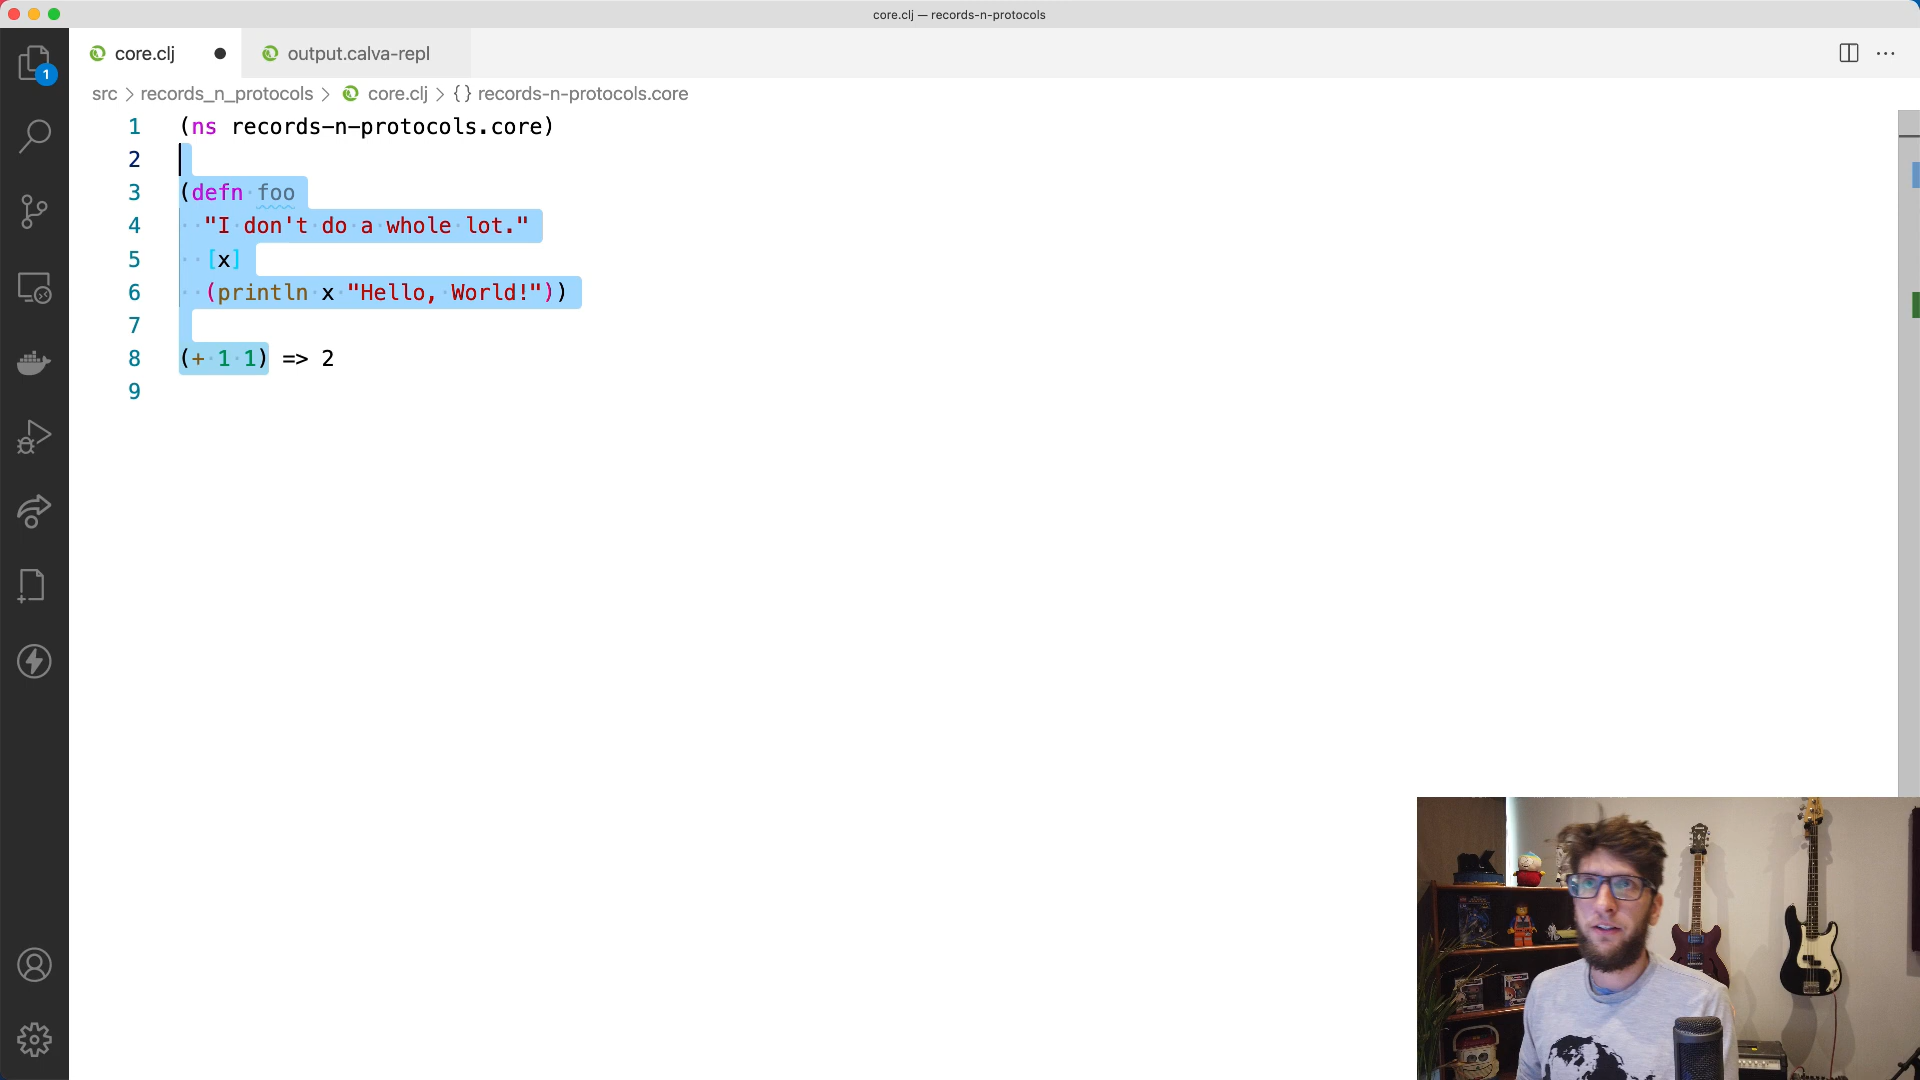 core.clj — records-n-protocols
core.clj
output.calva-repl
1
src
records_n_protocols
core.clj
{} records-n-protocols.core
1 (ns records-n-protocols.core)
2
3 (defn foo
4 "I don't do a whole lot."
5 [x]
6 (println x "Hello, World!"))
7
8 (+ 1 1) => 2
9